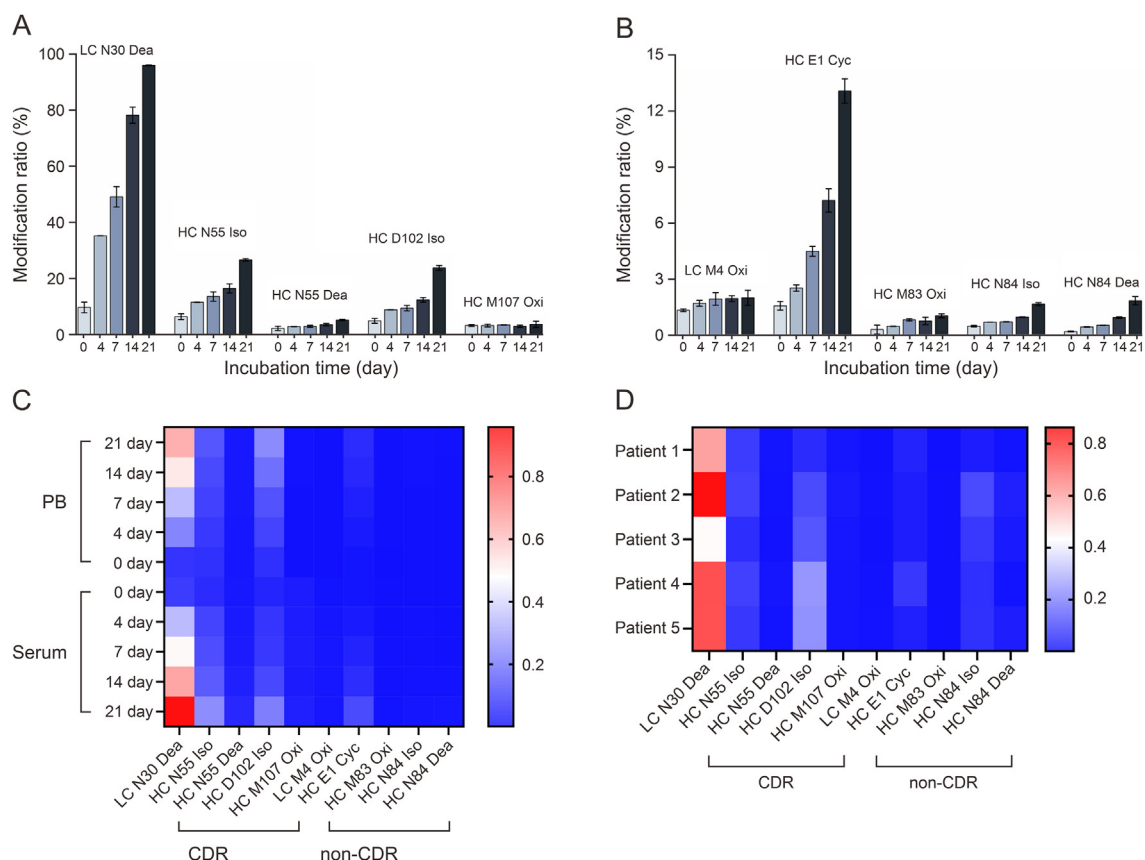 A
LC N30 Dea
100
80
60
40
20
0
Modification ratio (%)
HC N55 Iso
HC N55 Dea
HC D102 Iso
HC M107 Oxi
0 4 7 14 21 0 4 7 14 21 0 4 7 14 21 0 4 7 14 21 0 4 7 14 21
Incubation time (day)
B
15
12
9
6
3
0
Modification ratio (%)
HC E1 Cyc
LC M4 Oxi
HC M83 Oxi
HC N84 Iso
HC N84 Dea
0 4 7 14 21 0 4 7 14 21 0 4 7 14 21 0 4 7 14 21 0 4 7 14 21
Incubation time (day)
C
PB
21 day
14 day
7 day
4 day
0 day
Serum
0 day
4 day
7 day
14 day
21 day
0.8
0.6
0.4
0.2
LC N30 Dea
HC N55 Iso
HC N55 Dea
HC D102 Iso
HC M107 Oxi
LC M4 Oxi
HC E1 Cyc
HC M83 Oxi
HC N84 Iso
HC N84 Dea
CDR
non-CDR
D
Patient 1
Patient 2
Patient 3
Patient 4
Patient 5
0.8
0.6
0.4
0.2
LC N30 Dea
HC N55 Iso
HC N55 Dea
HC D102 Iso
HC M107 Oxi
LC M4 Oxi
HC E1 Cyc
HC M83 Oxi
HC N84 Iso
HC N84 Dea
CDR
non-CDR